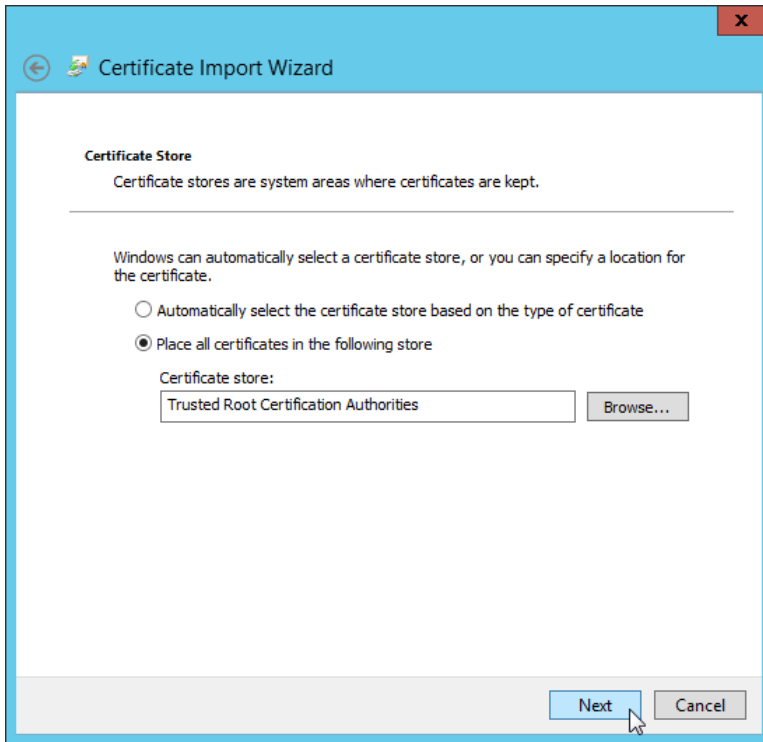 x
Certificate Import Wizard
Certificate Store
Certificate stores are system areas where certificates are kept.
Windows can automatically select a certificate store, or you can specify a location for
the certificate.
Automatically select the certificate store based on the type of certificate
Place all certificates in the following store
Certificate store:
Trusted Root Certification Authorities
Browse...
Next
Cancel